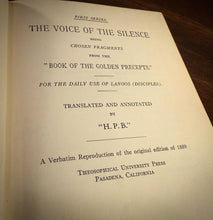 FIRST SERIES.
THE VOICE OF THE SILENCE
BEING
CHOSEN FRAGMENTS
FROM THE
"BOOK OF THE GOLDEN PRECEPTS."
FOR THE DAILY USE OF LANOOS (DISCIPLES).
TRANSLATED AND ANNOTATED
BY
"H. P. B."
A Verbatim Reproduction of the original edition of 1889
THEOSOPHICAL UNIVERSITY PRESS
PASADENA, CALIFORNIA